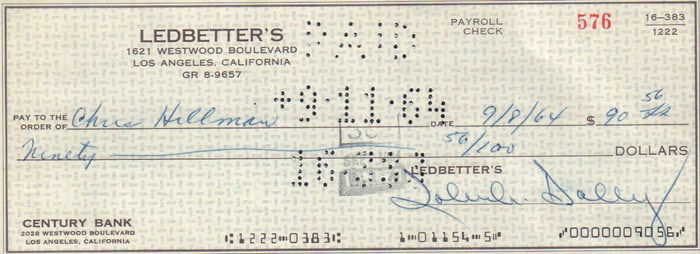 LEDBETTER'S
1621 WESTWOOD BOULEVARD
LOS ANGELES, CALIFORNIA
GR 8-9657
PAID
PAYROLL
CHECK
576
16-383
1222
+9·11·64
PAY TO THE
ORDER OF Chris Hillman
DATE 9/8/64 $ 90 56
Ninety 56/100 DOLLARS
16
LEDBETTER'S
CENTURY BANK
2028 WESTWOOD BOULEVARD
LOS ANGELES, CALIFORNIA
1222 0383 01154 5 0000009056